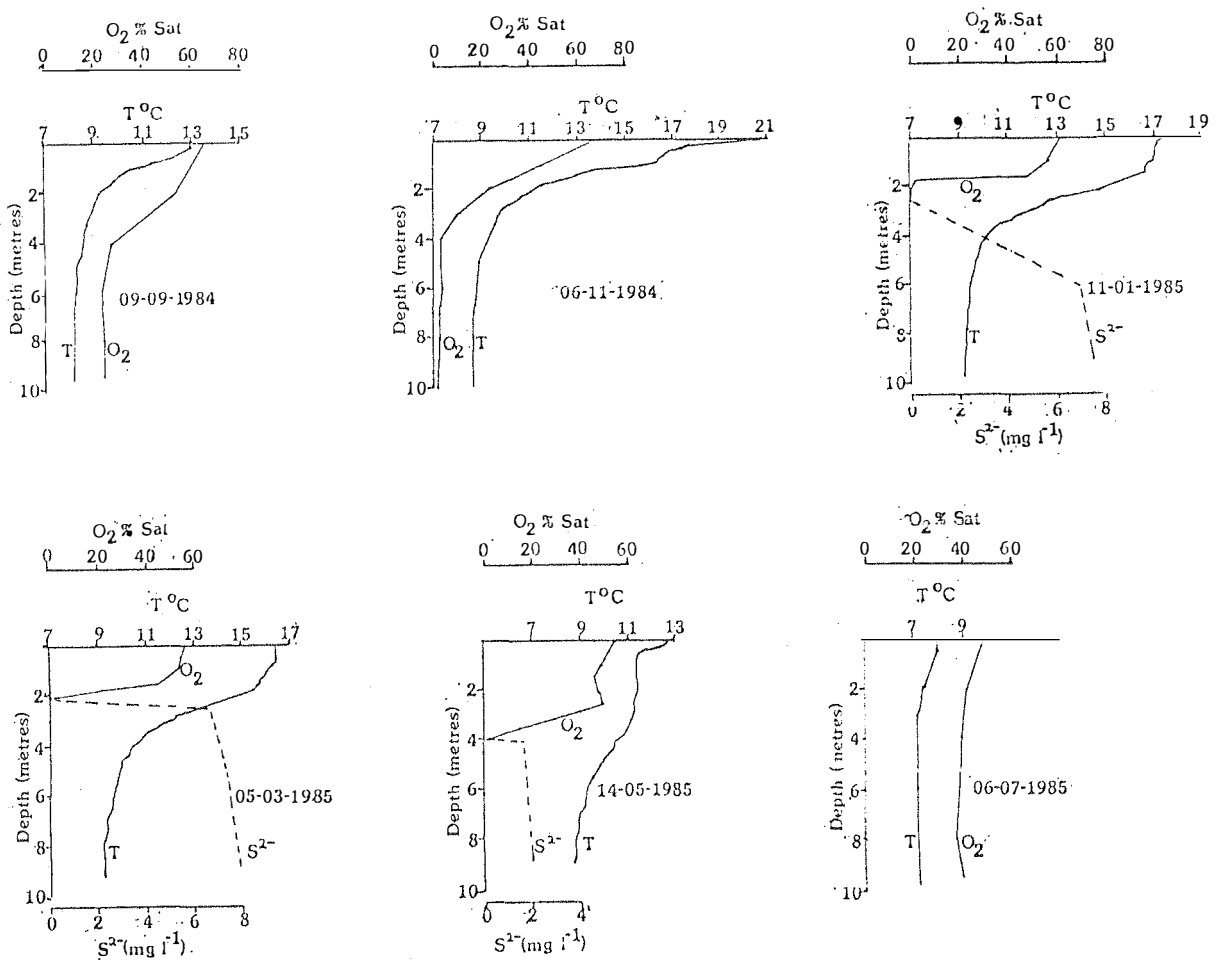 O2 % Sat
0 20 40 60 80
T°C
7 9 11 13 15
Depth (metres)
2
4
6
8
10
09-09-1984
T
O2
O2 % Sat
0 20 40 60 80
T°C
7 9 11 13 15 17 19 21
Depth (metres)
2
4
6
8
10
06-11-1984
O2
T
O2 % Sat
0 20 40 60 80
T°C
7 9 11 13 15 17 19
Depth (metres)
2
4
6
8
10
O2
11-01-1985
T
S2-
0 2 4 6 8
S2-(mg l-1)
O2 % Sat
0 20 40 60
T°C
7 9 11 13 15 17
Depth (metres)
2
4
6
8
10
O2
05-03-1985
T
S2-
0 2 4 6 8
S2-(mg l-1)
O2 % Sat
0 20 40 60
T°C
7 9 11 13
Depth (metres)
2
4
6
8
10
O2
14-05-1985
S2-
T
0 2 4
S2-(mg l-1)
O2 % Sat
0 20 40 60
T°C
7 9
Depth (metres)
2
4
6
8
10
06-07-1985
T
O2